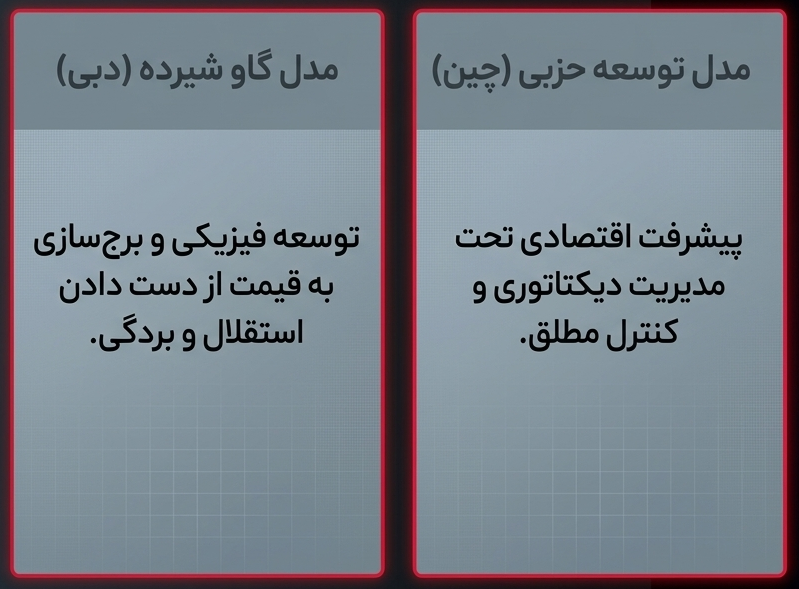 مدل توسعه حزبی (چین)
پیشرفت اقتصادی تحت
مدیریت دیکتاتوری و
کنترل مطلق.
مدل گاو شیرده (دبی)
توسعه فیزیکی و برج‌سازی
به قیمت از دست دادن
استقلال و بردگی.